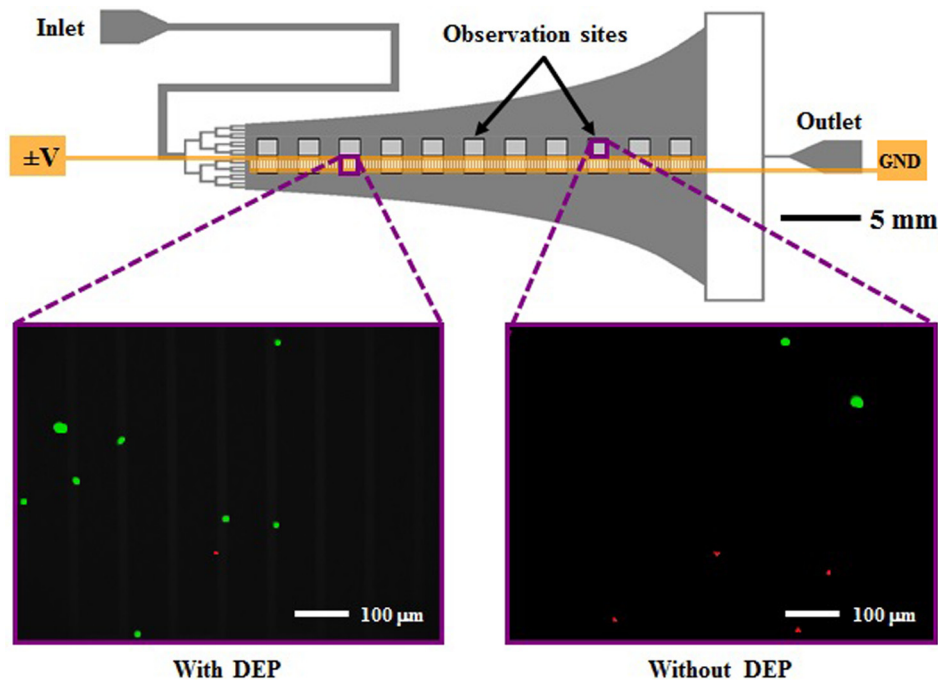 Inlet
Observation sites
Outlet
±V
GND
5 mm
100 μm
100 μm
With DEP
Without DEP